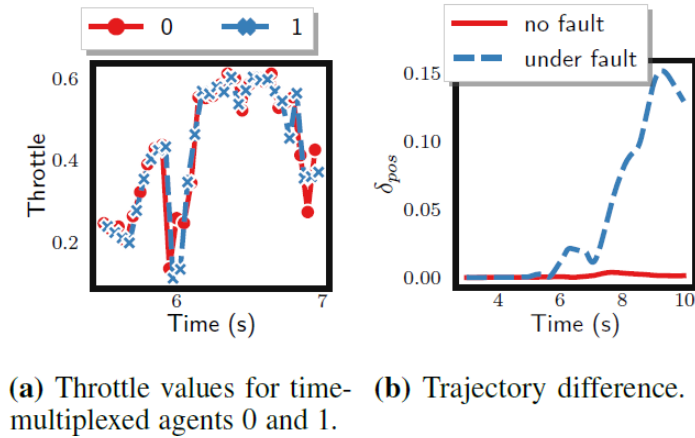 0 1
no fault
under fault
0.6
0.4
0.2
Throttle
6 7
Time (s)
0.15
0.10
0.05
0.00
δpos
4 6 8 10
Time (s)
(a) Throttle values for time-
multiplexed agents 0 and 1.
(b) Trajectory difference.